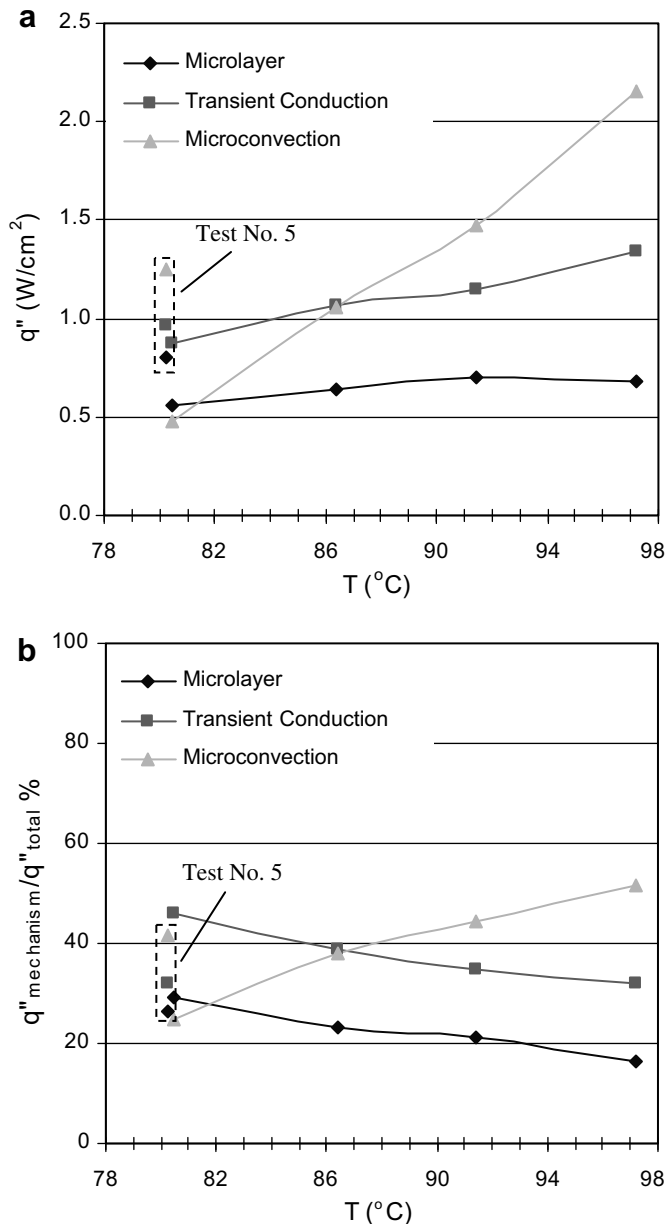 a
2.5
2.0
1.5
1.0
0.5
0.0
q" (W/cm²)
Microlayer
Transient Conduction
Microconvection
Test No. 5
78 82 86 90 94 98
T (°C)
b
100
80
60
40
20
0
q"mechanism/q"total %
Microlayer
Transient Conduction
Microconvection
Test No. 5
78 82 86 90 94 98
T (°C)